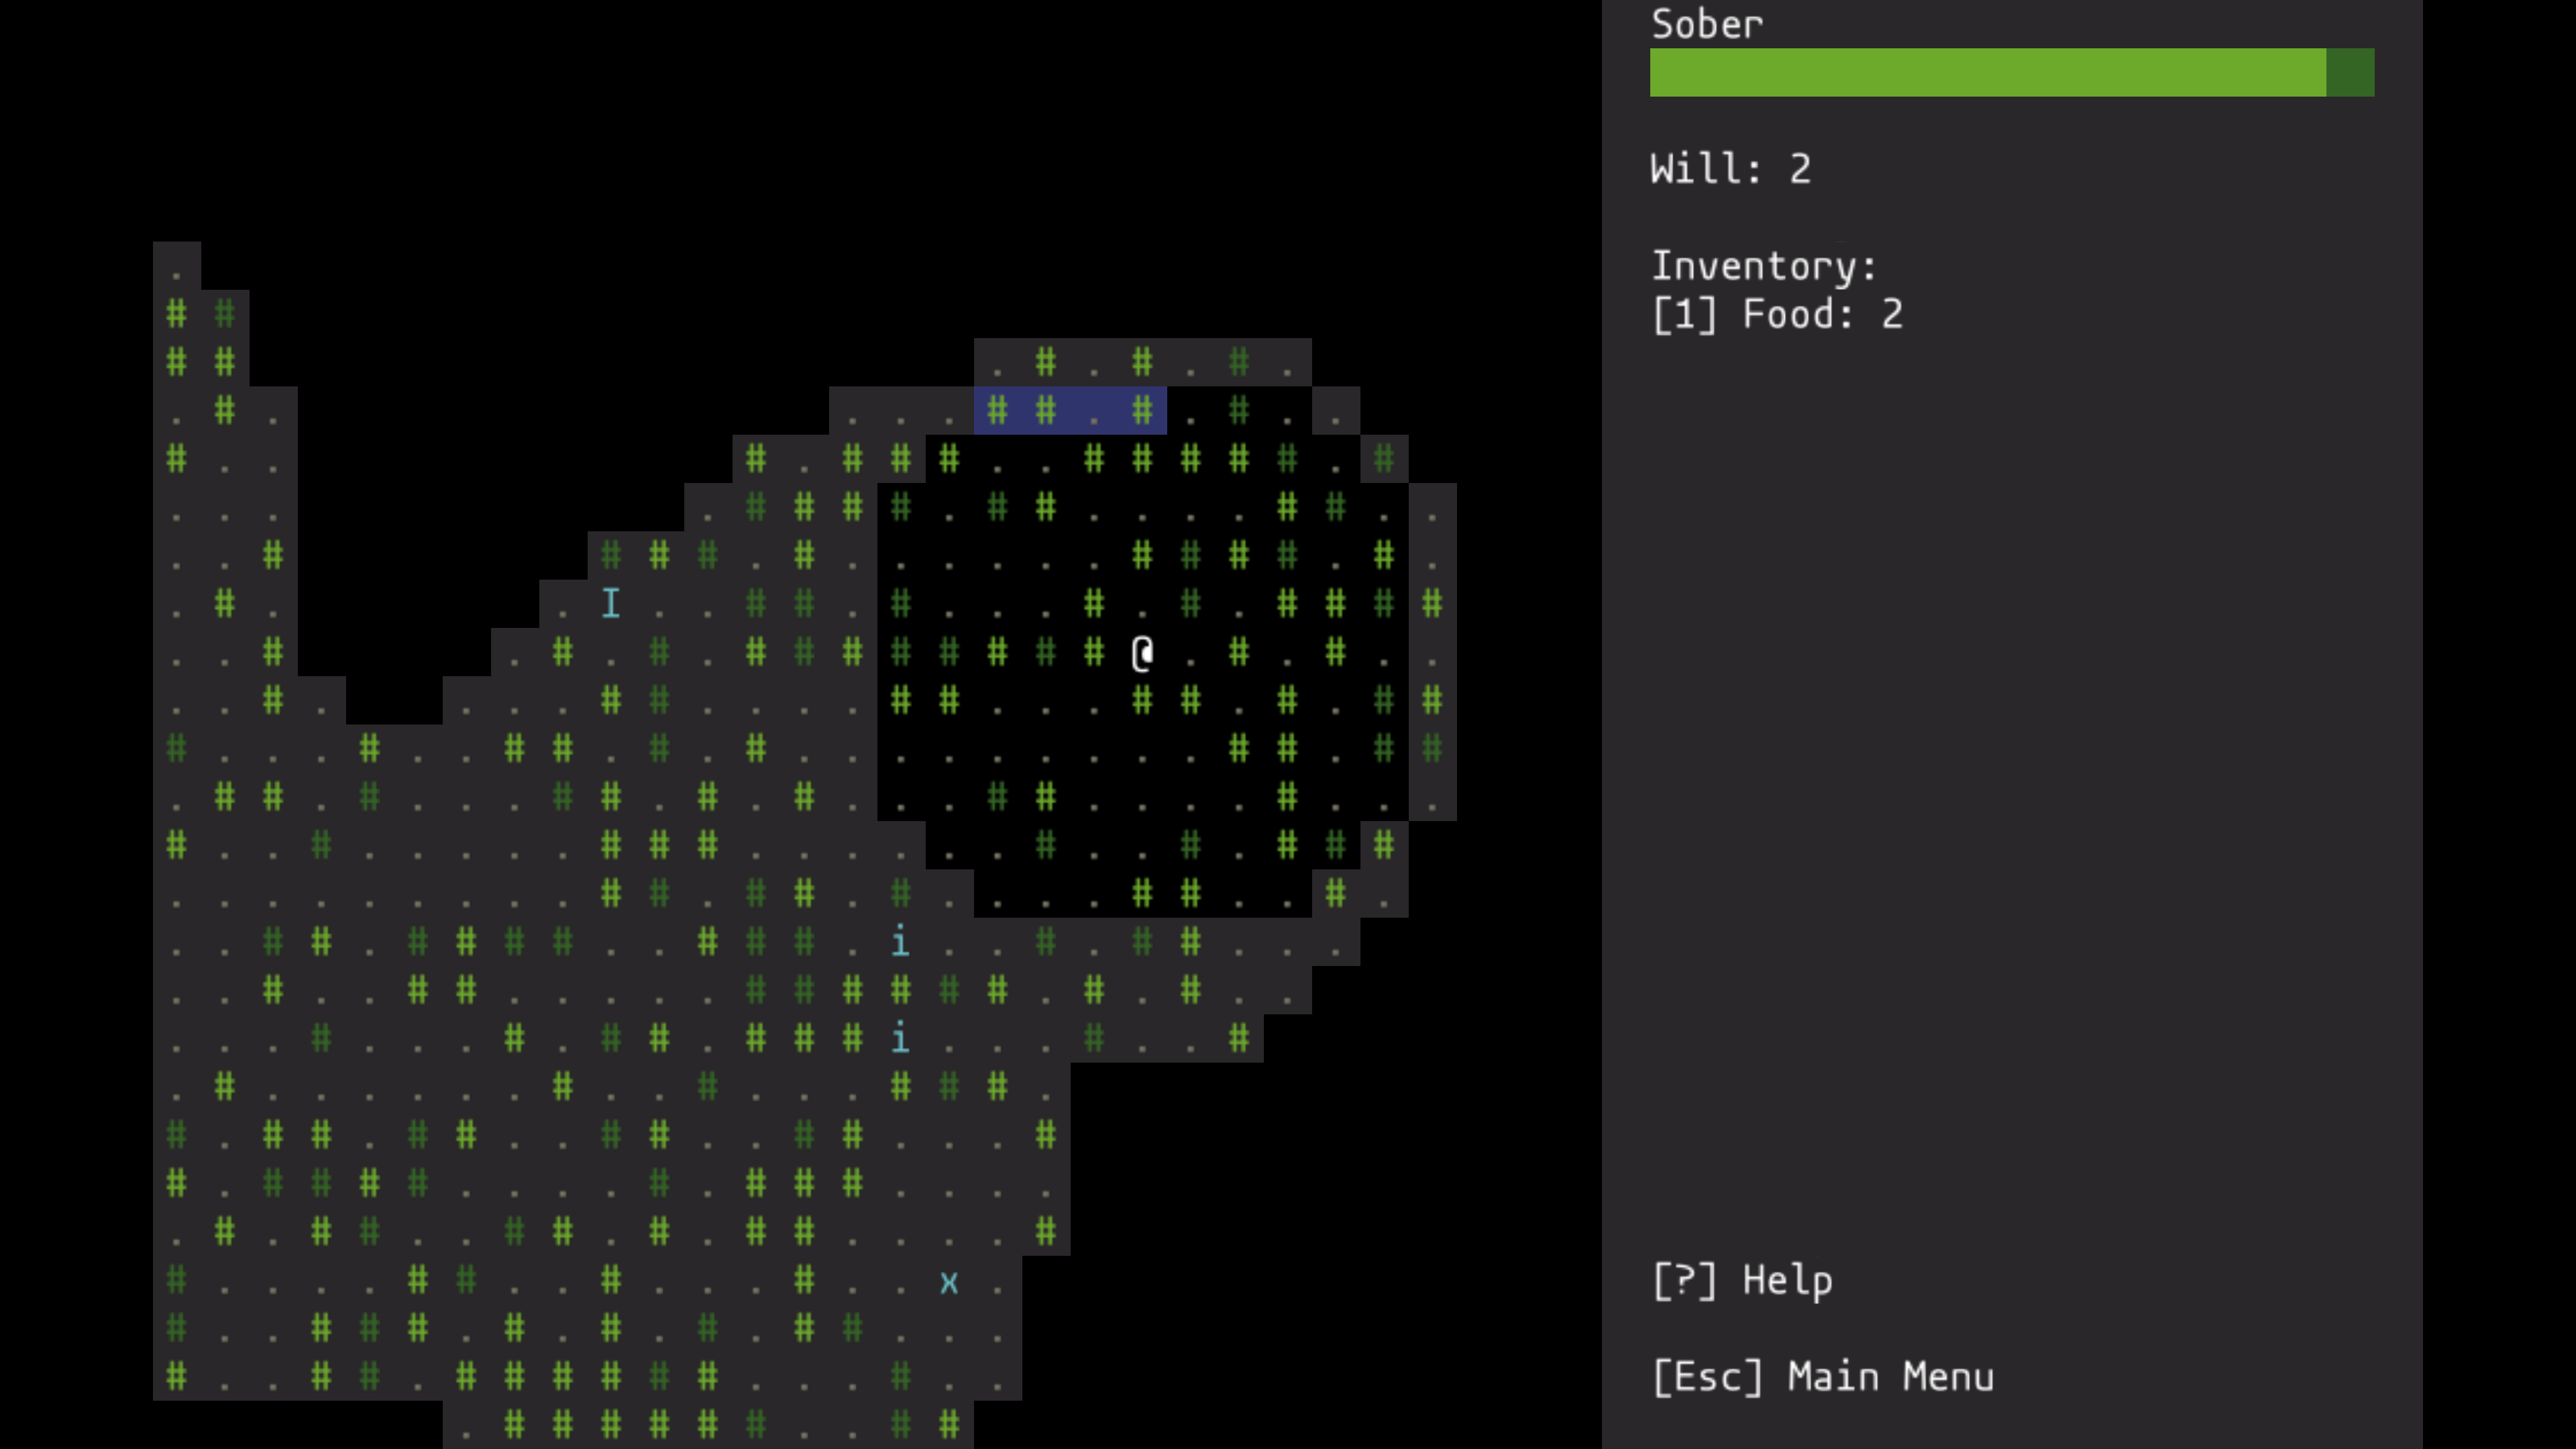 Sober
Will: 2
Inventory:
[1] Food: 2
I
@
i
i
x
[?] Help
[Esc] Main Menu